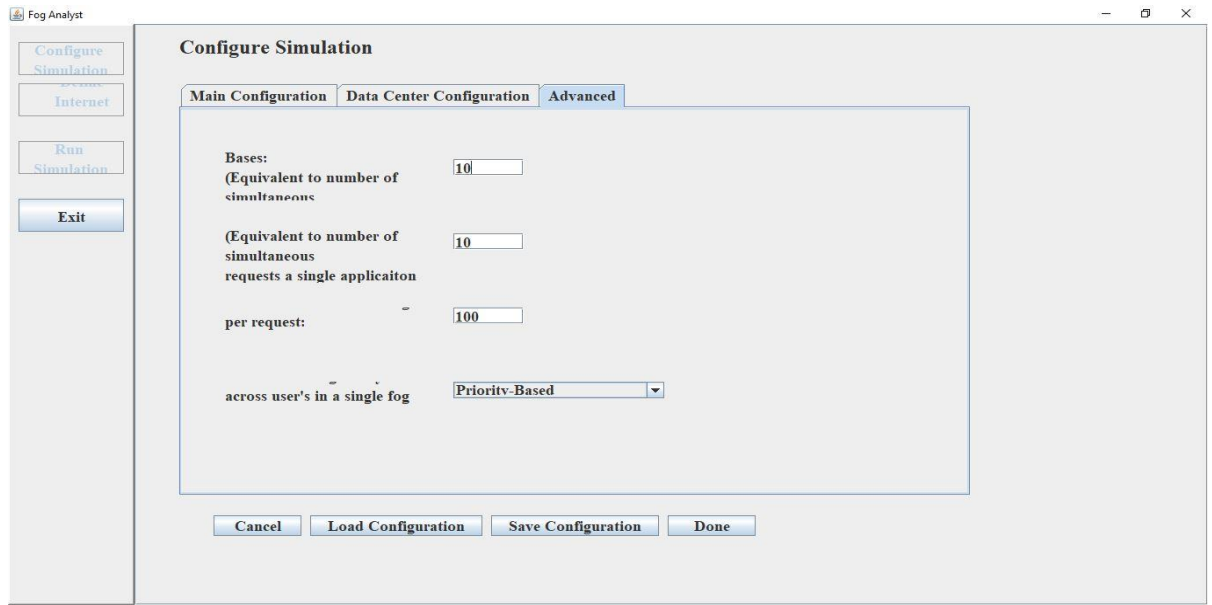 Fog Analyst
Configure Simulation
Configure
Simulation
Internet
Run
Simulation
Exit
Main Configuration Data Center Configuration Advanced
Bases:
(Equivalent to number of
simultaneous
10
(Equivalent to number of
simultaneous
requests a single applicaiton
10
per request:
100
across user's in a single fog
Priority-Based
Cancel Load Configuration Save Configuration Done